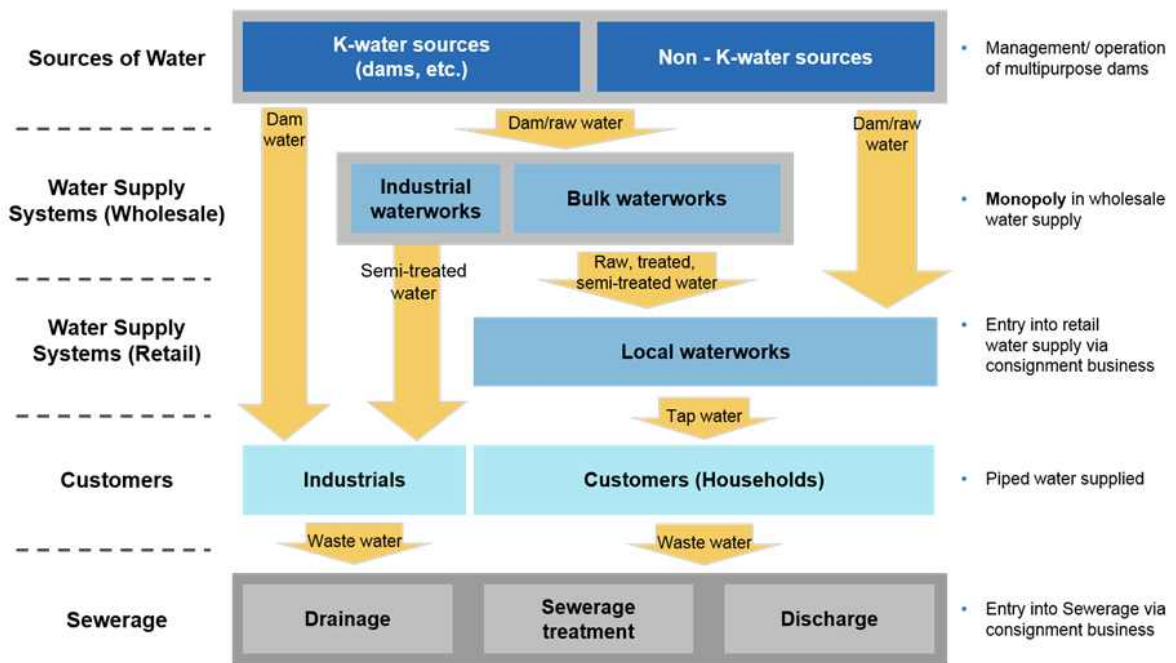 Sources of Water
K-water sources
(dams, etc.)
Non - K-water sources
• Management/ operation
of multipurpose dams
Dam
water
Dam/raw water
Dam/raw
water
Water Supply
Systems (Wholesale)
Industrial
waterworks
Bulk waterworks
• Monopoly in wholesale
water supply
Semi-treated
water
Raw, treated,
semi-treated water
Water Supply
Systems (Retail)
Local waterworks
• Entry into retail
water supply via
consignment business
Tap water
Customers
Industrials
Customers (Households)
• Piped water supplied
Waste water
Waste water
Sewerage
Drainage
Sewerage
treatment
Discharge
• Entry into Sewerage via
consignment business